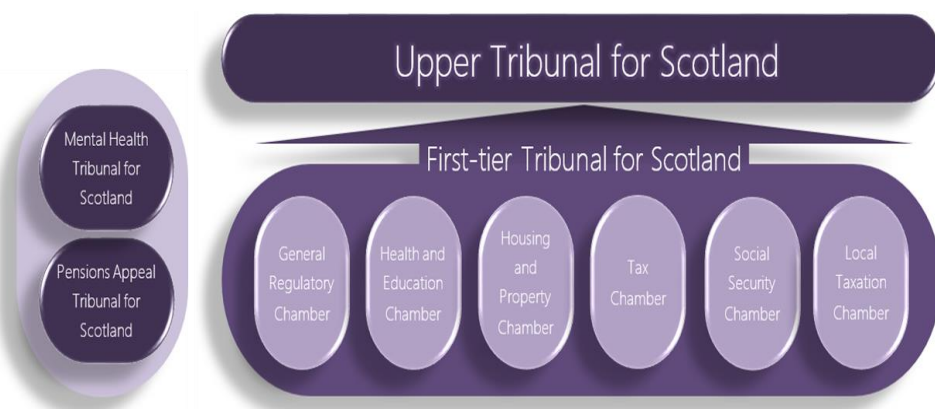 Upper Tribunal for Scotland
First-tier Tribunal for Scotland
Mental Health
Tribunal for
Scotland
Pensions Appeal
Tribunal for
Scotland
General
Regulatory
Chamber
Health and
Education
Chamber
Housing
and
Property
Chamber
Tax
Chamber
Social
Security
Chamber
Local
Taxation
Chamber